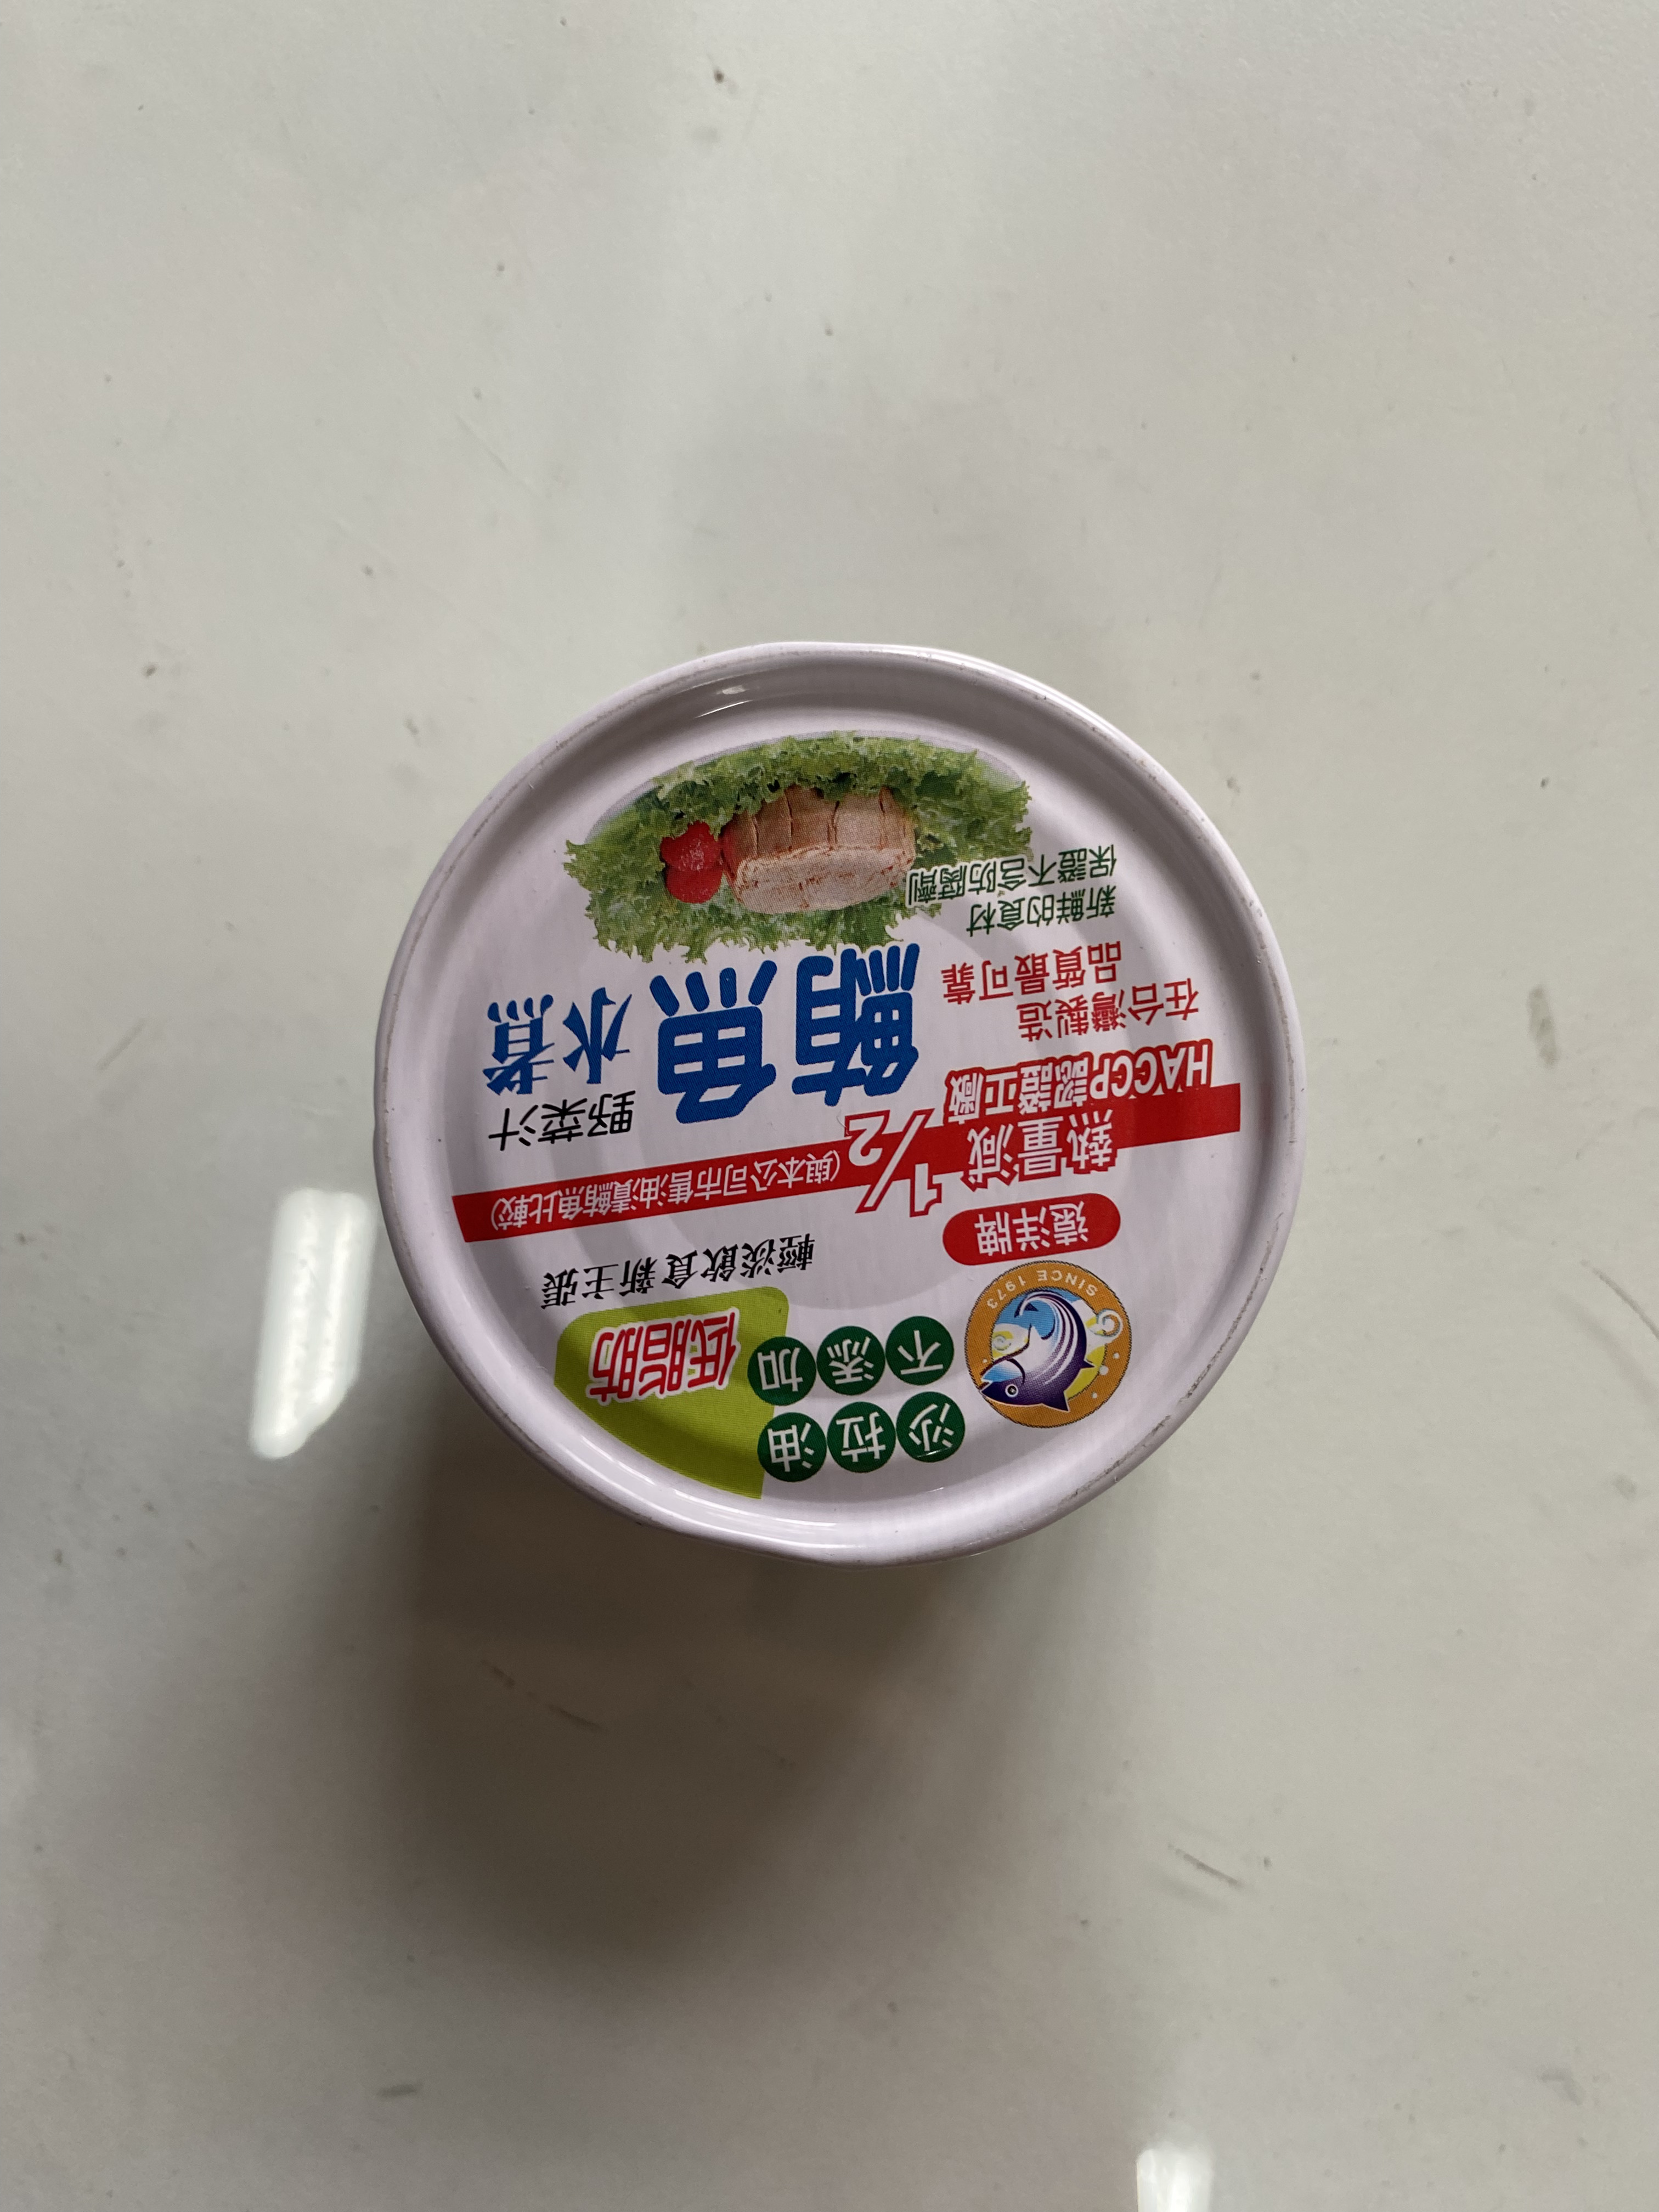 沙拉油
不添加
低脂肪
SINCE 1973
輕淡飲食新主張
遠洋牌
熱量減1/2(與本公司市售油漬鮪魚比較)
HACCP認證工廠
野菜汁
鮪魚水煮
在台灣製造
品質最可靠
新鮮的食材
保證不含防腐劑